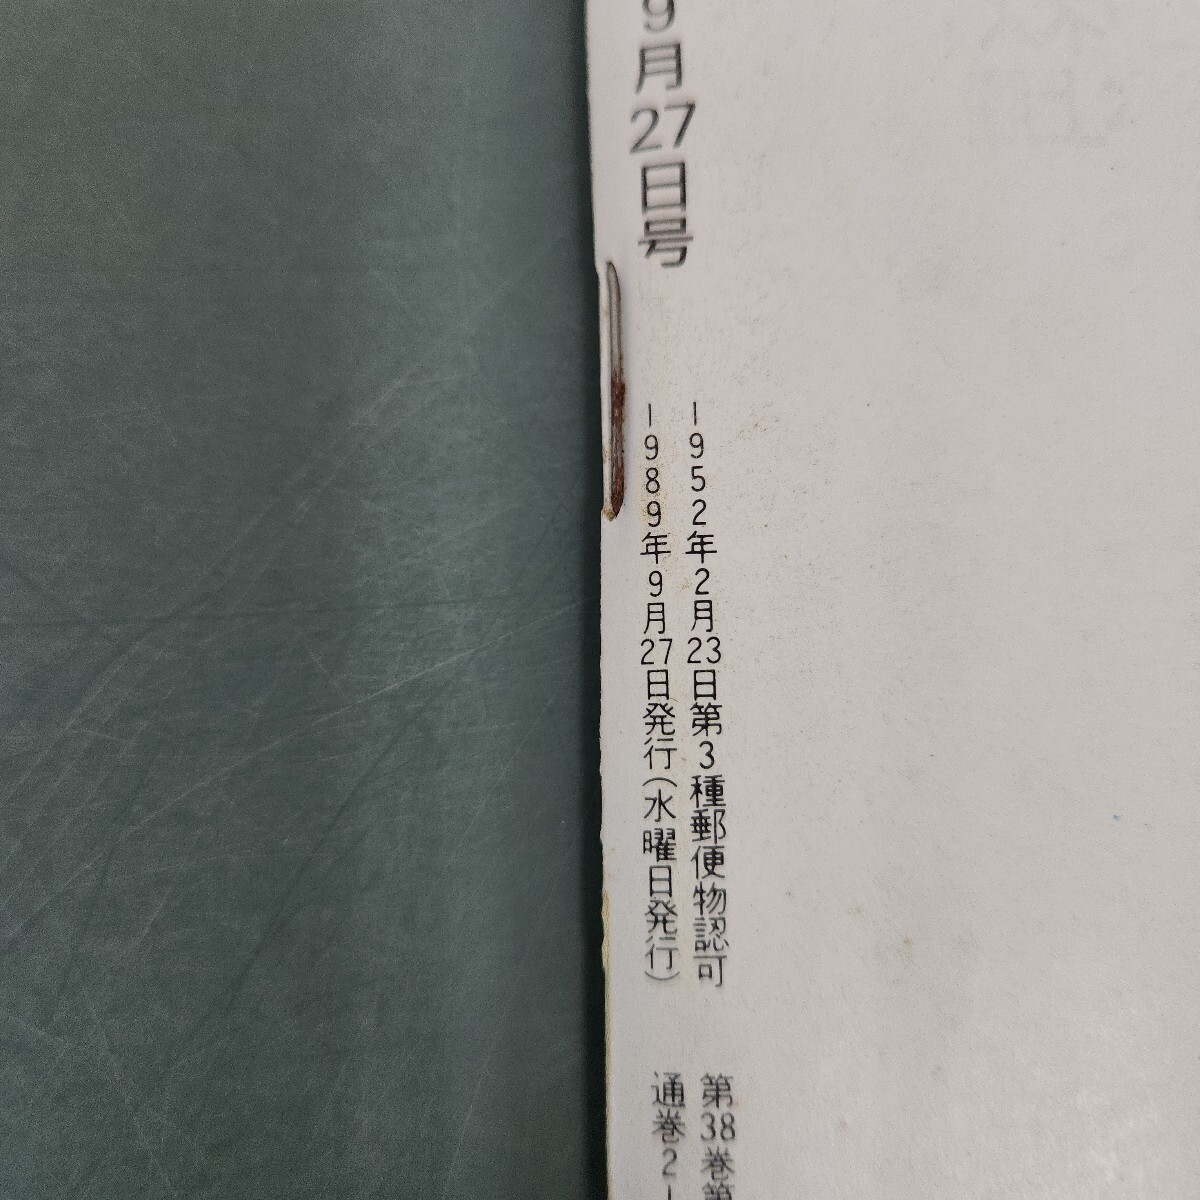 9月27日号
1952年2月23日第3種郵便物認可
1989年9月27日発行(水曜日発行)
第38巻第
通巻2